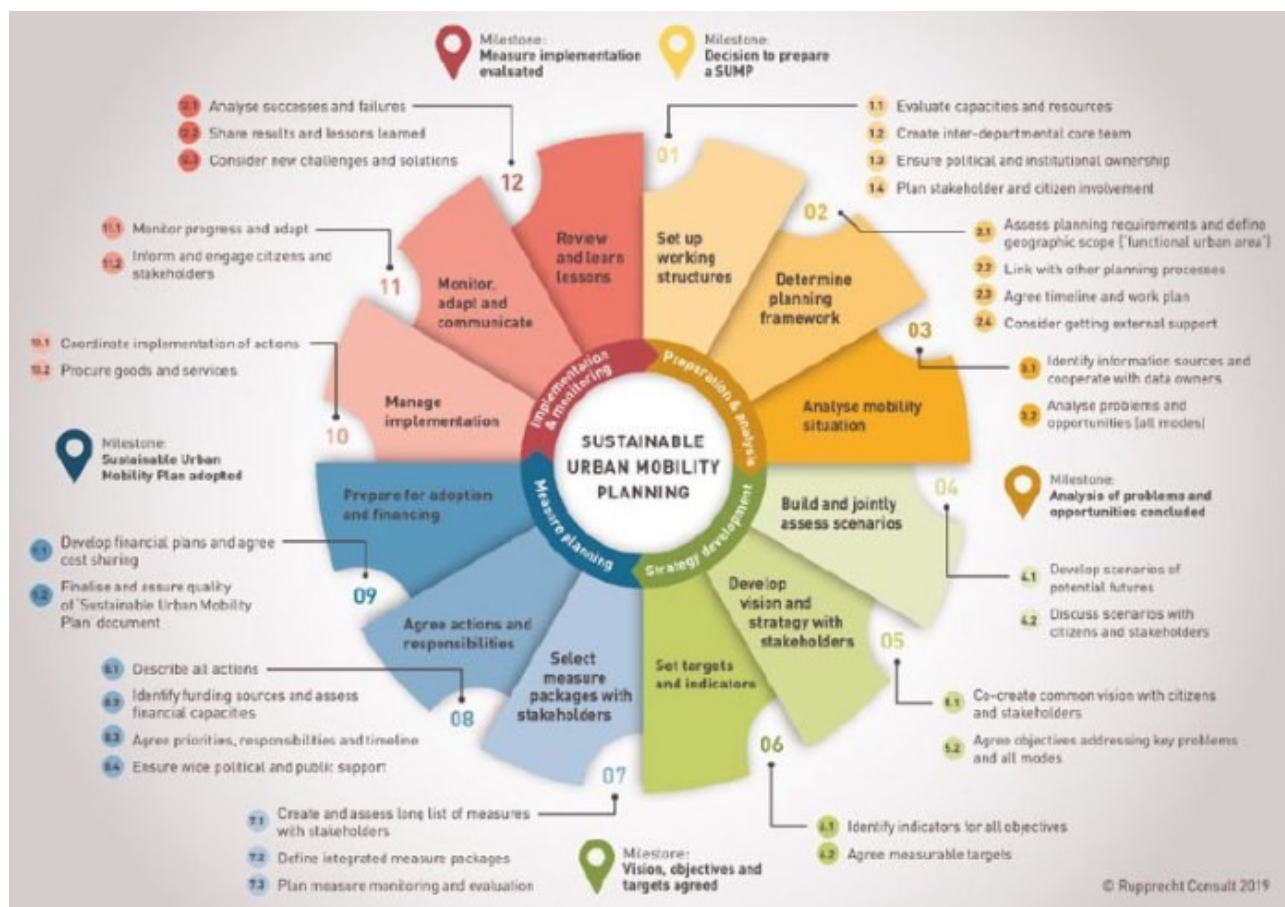 Milestone:
Measure implementation
evaluated
Milestone:
Decision to prepare
a SUMP
12.1 Analyse successes and failures
12.2 Share results and lessons learned
12.3 Consider new challenges and solutions
12
01
1.1 Evaluate capacities and resources
1.2 Create inter-departmental core team
1.3 Ensure political and institutional ownership
1.4 Plan stakeholder and citizen involvement
11.1 Monitor progress and adapt
11.2 Inform and engage citizens and
stakeholders
11
02
2.1 Assess planning requirements and define
geographic scope ('functional urban area')
2.2 Link with other planning processes
2.3 Agree timeline and work plan
2.4 Consider getting external support
Review
and learn
lessons
Set up
working
structures
Monitor,
adapt and
communicate
Determine
planning
framework
03
3.1 Identify information sources and
cooperate with data owners
3.2 Analyse problems and
opportunities (all modes)
10.1 Coordinate implementation of actions
10.2 Procure goods and services
10
Manage
implementation
Analyse mobility
situation
Implementation
& monitoring
Preparation & analysis
SUSTAINABLE
URBAN MOBILITY
PLANNING
Measure planning
Strategy development
Milestone:
Sustainable Urban
Mobility Plan adopted
Milestone:
Analysis of problems and
opportunities concluded
Prepare for adoption
and financing
Build and jointly
assess scenarios
04
9.1 Develop financial plans and agree
cost sharing
9.2 Finalise and assure quality
of 'Sustainable Urban Mobility
Plan' document
09
4.1 Develop scenarios of
potential futures
4.2 Discuss scenarios with
citizens and stakeholders
Agree actions and
responsibilities
Develop
vision and
strategy with
stakeholders
05
Select
measure
packages with
stakeholders
Set targets
and indicators
8.1 Describe all actions
8.2 Identify funding sources and assess
financial capacities
8.3 Agree priorities, responsibilities and timeline
8.4 Ensure wide political and public support
08
5.1 Co-create common vision with citizens
and stakeholders
5.2 Agree objectives addressing key problems
and all modes
07
06
7.1 Create and assess long list of measures
with stakeholders
7.2 Define integrated measure packages
7.3 Plan measure monitoring and evaluation
6.1 Identify indicators for all objectives
6.2 Agree measurable targets
Milestone:
Vision, objectives and
targets agreed
© Rupprecht Consult 2019